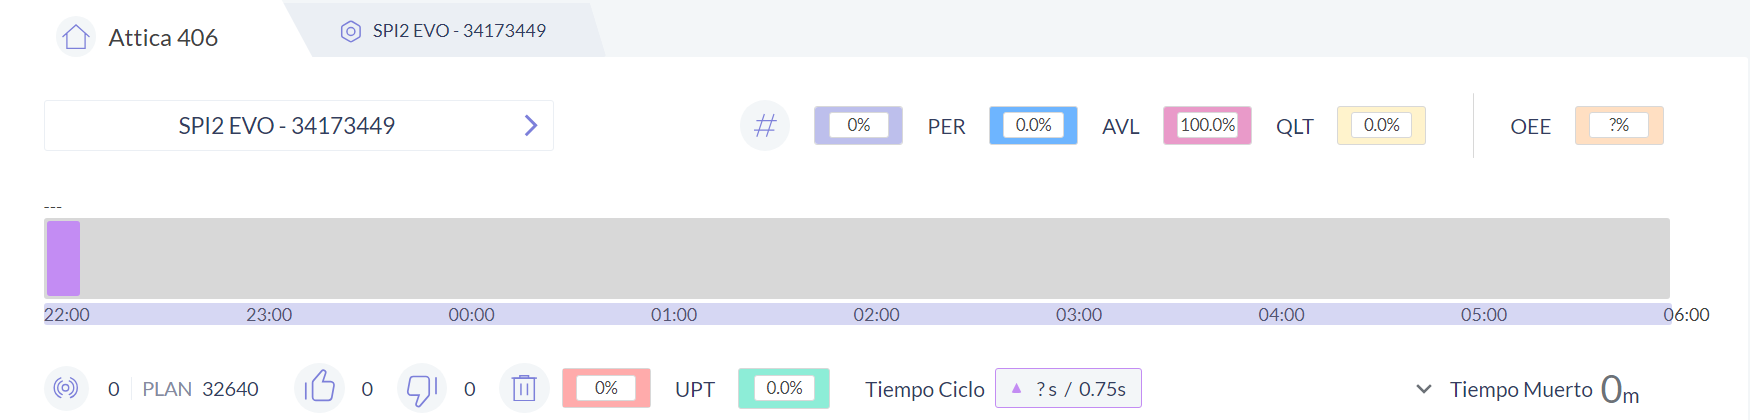 Attica 406 SPI2 EVO - 34173449
SPI2 EVO - 34173449 # 0% PER 0.0% AVL 100.0% QLT 0.0% OEE ?%
---
22:00 23:00 00:00 01:00 02:00 03:00 04:00 05:00 06:00
0 PLAN 32640 0 0 0% UPT 0.0% Tiempo Ciclo ? s / 0.75s Tiempo Muerto 0m